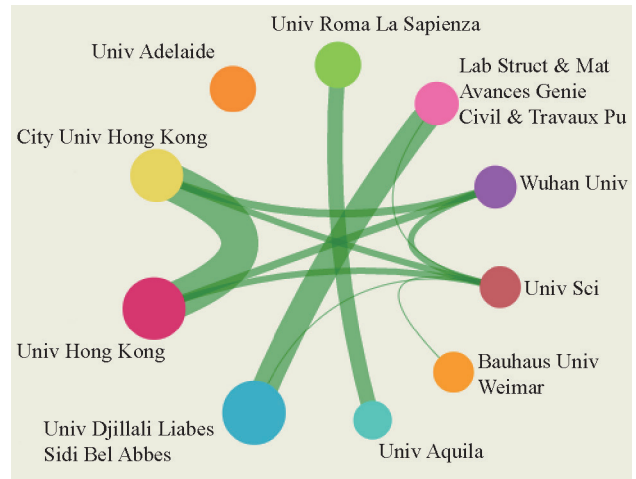 Univ Roma La Sapienza
Univ Adelaide
Lab Struct & Mat
Avances Genie
Civil & Travaux Pu
City Univ Hong Kong
Wuhan Univ
Univ Sci
Univ Hong Kong
Bauhaus Univ
Weimar
Univ Djillali Liabes
Sidi Bel Abbes
Univ Aquila